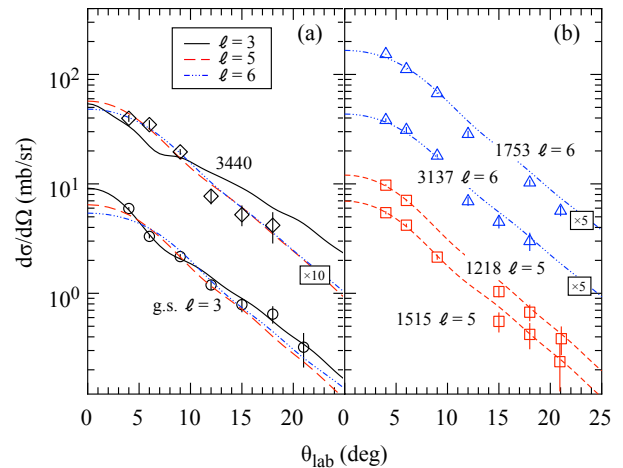 (a)
(b)
ℓ = 3
ℓ = 5
ℓ = 6
10²
10¹
10⁰
dσ/dΩ (mb/sr)
3440
×10
g.s. ℓ = 3
1753 ℓ = 6
×5
3137 ℓ = 6
×5
1218 ℓ = 5
1515 ℓ = 5
0 5 10 15 20 0 5 10 15 20 25
θlab (deg)